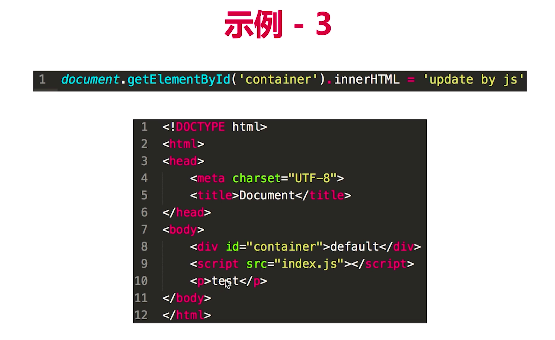 示例 - 3
1 document.getElementById('container').innerHTML = 'update by js'
1 <!DOCTYPE html>
2 <html>
3 <head>
4 <meta charset="UTF-8">
5 <title>Document</title>
6 </head>
7 <body>
8 <div id="container">default</div>
9 <script src="index.js"></script>
10 <p>test</p>
11 </body>
12 </html>